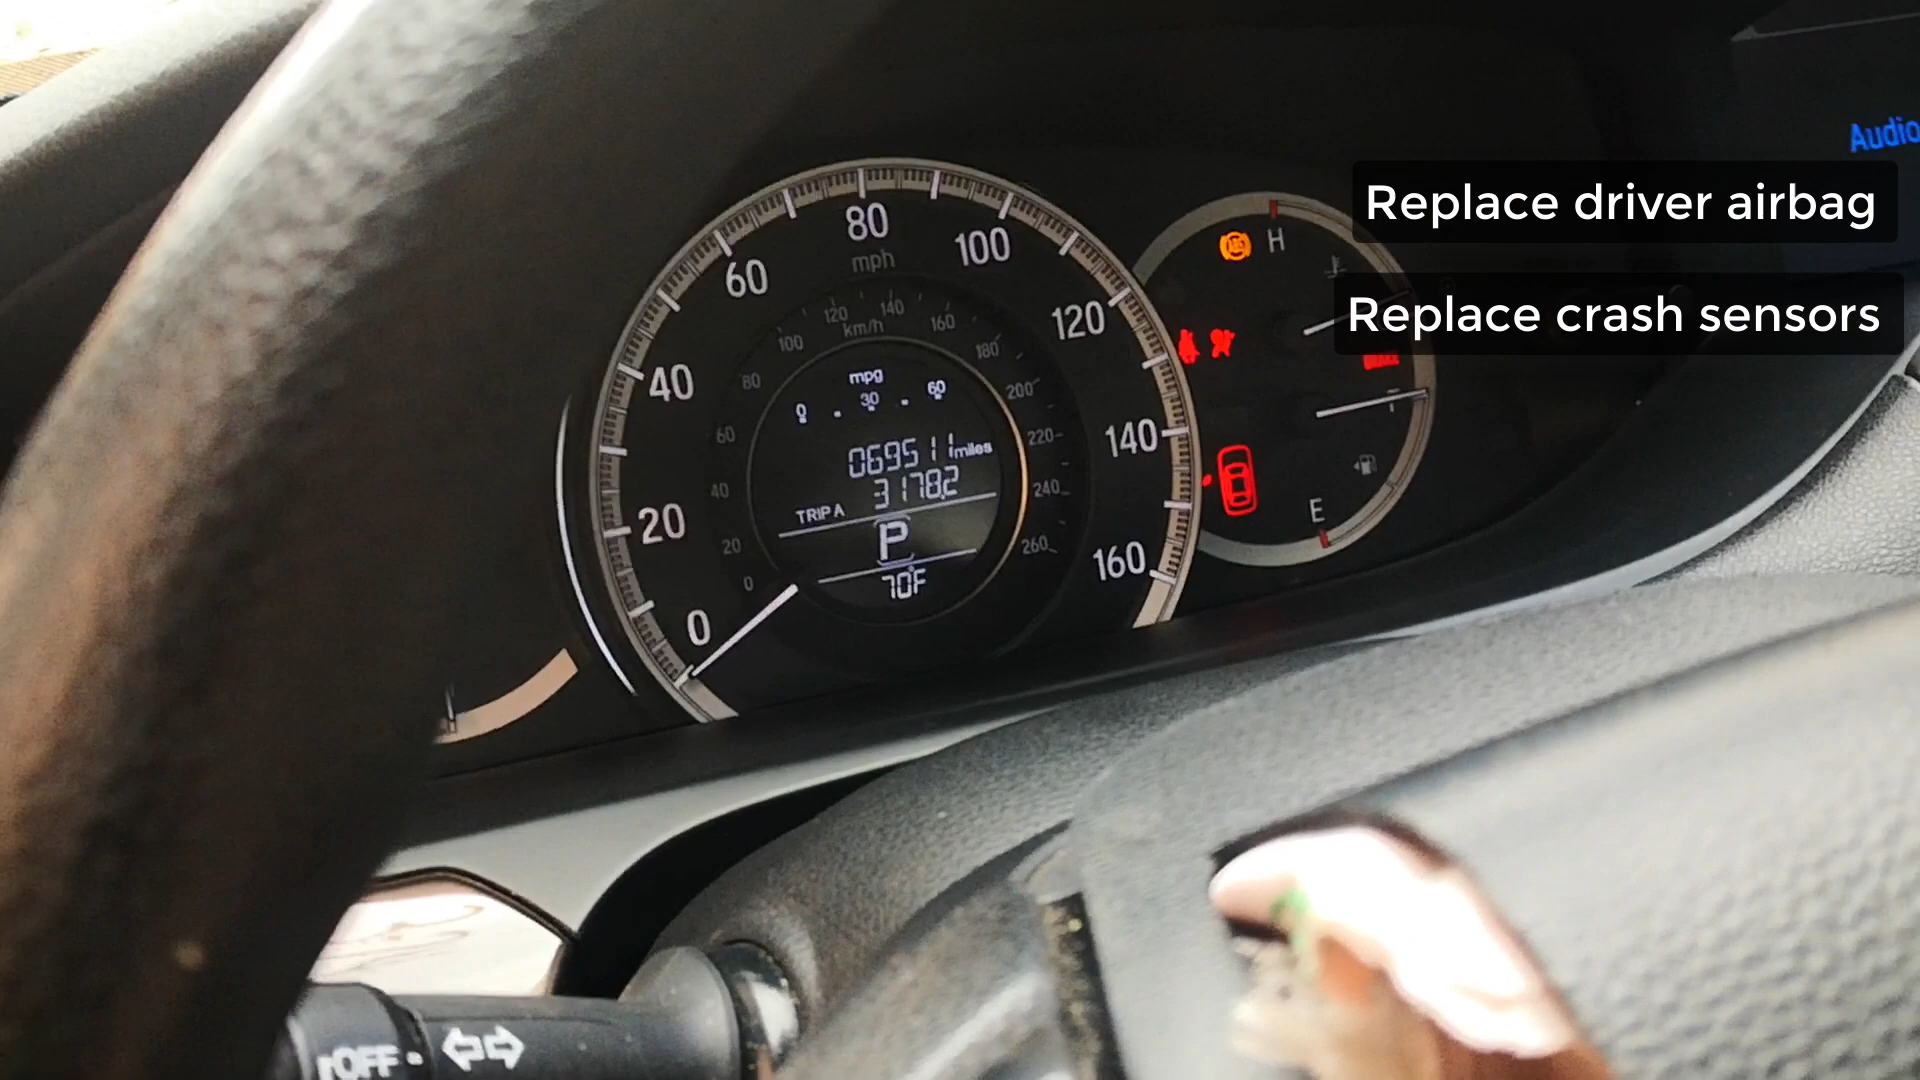 Audio
Replace driver airbag
Replace crash sensors
H
80
mph
60
100
120
140
km/h
100
160
120
180
40
80
mpg
0 . 30 . 60
200
60
069511 miles
220
140
3178.2
TRIP A
40
240
20
P
E
20
260
160
0
70°F
0
OFF